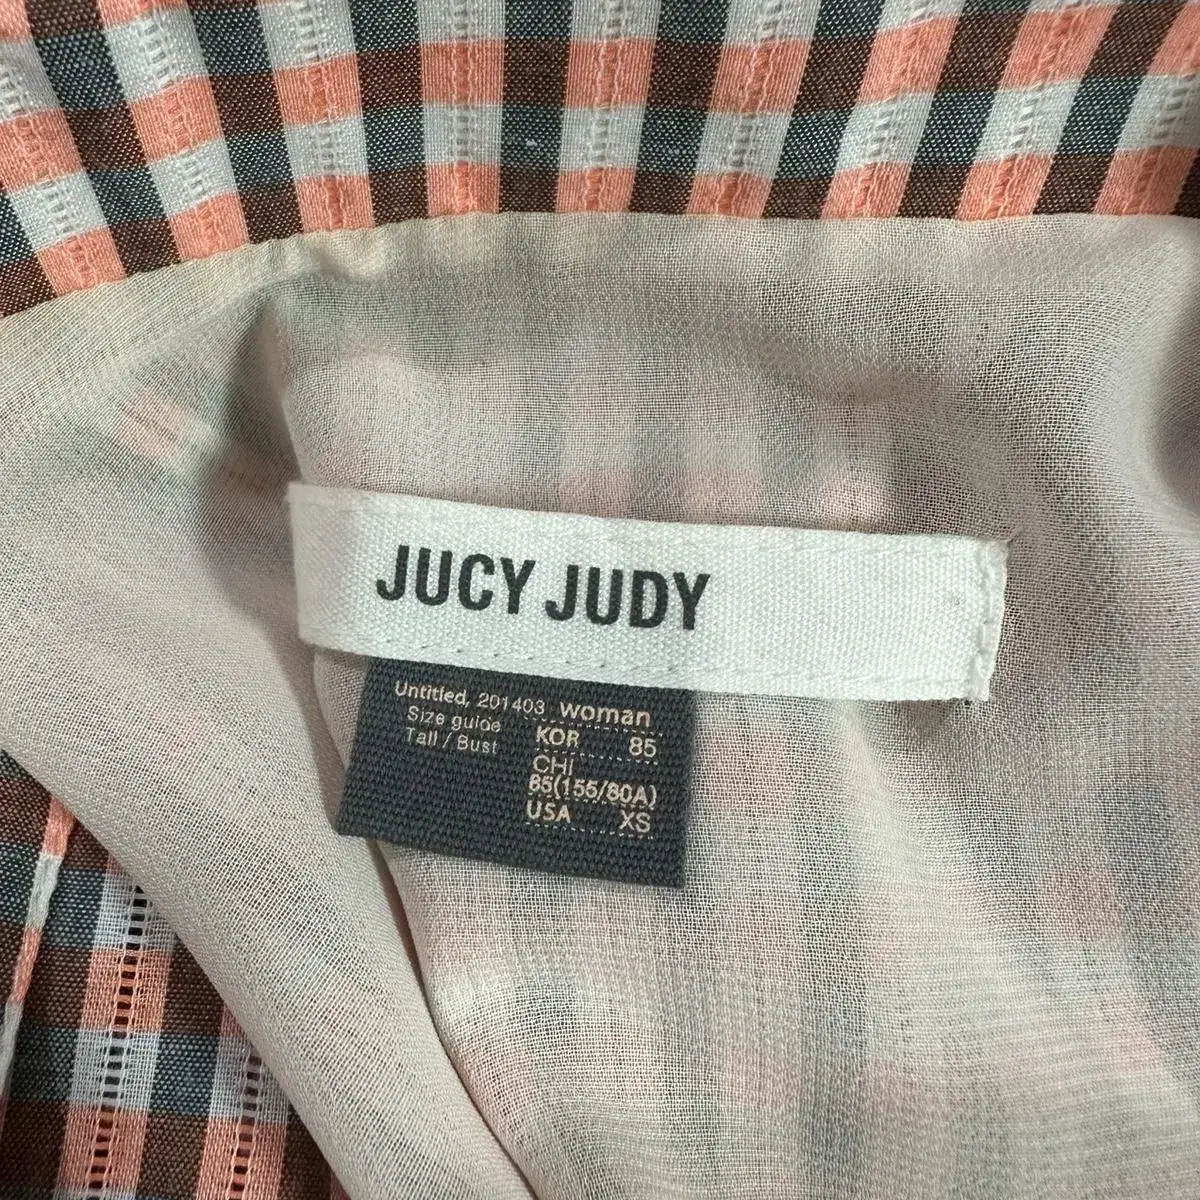 JUCY JUDY
Untitled, 201403 woman
Size guide KOR 85
Tall / Bust
CHI
85(155/80A)
USA XS